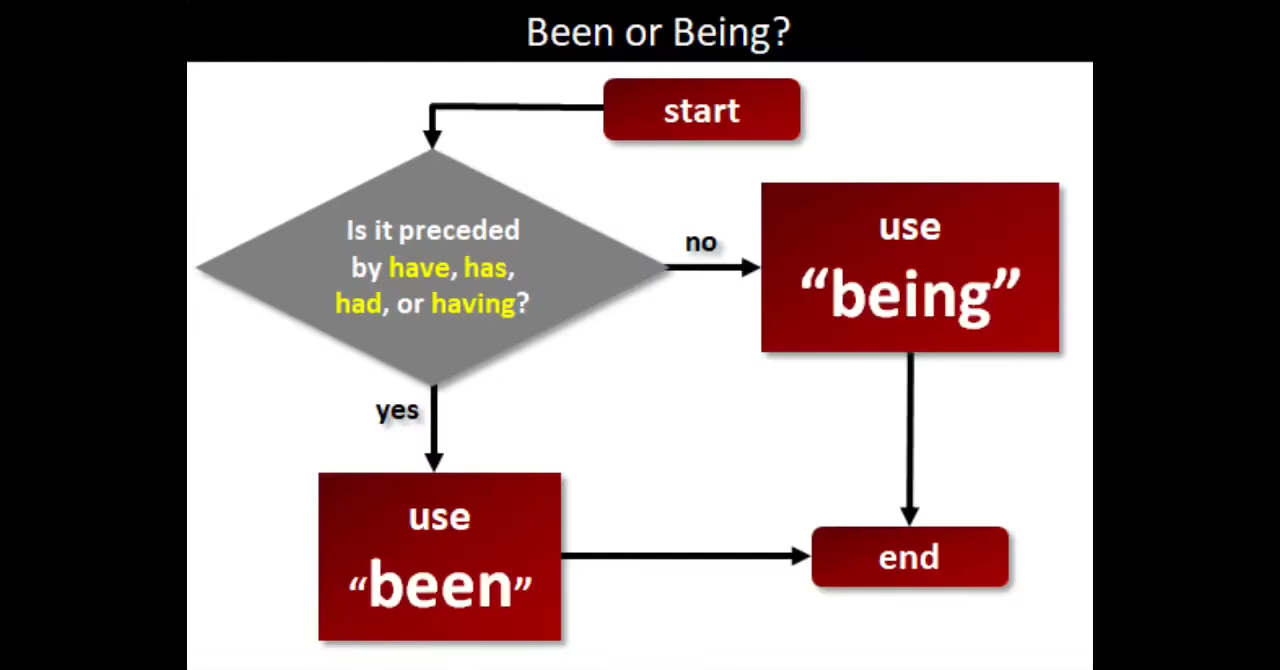 Been or Being?
start
Is it preceded
by have, has,
had, or having?
no
use
“being”
yes
use
“been”
end